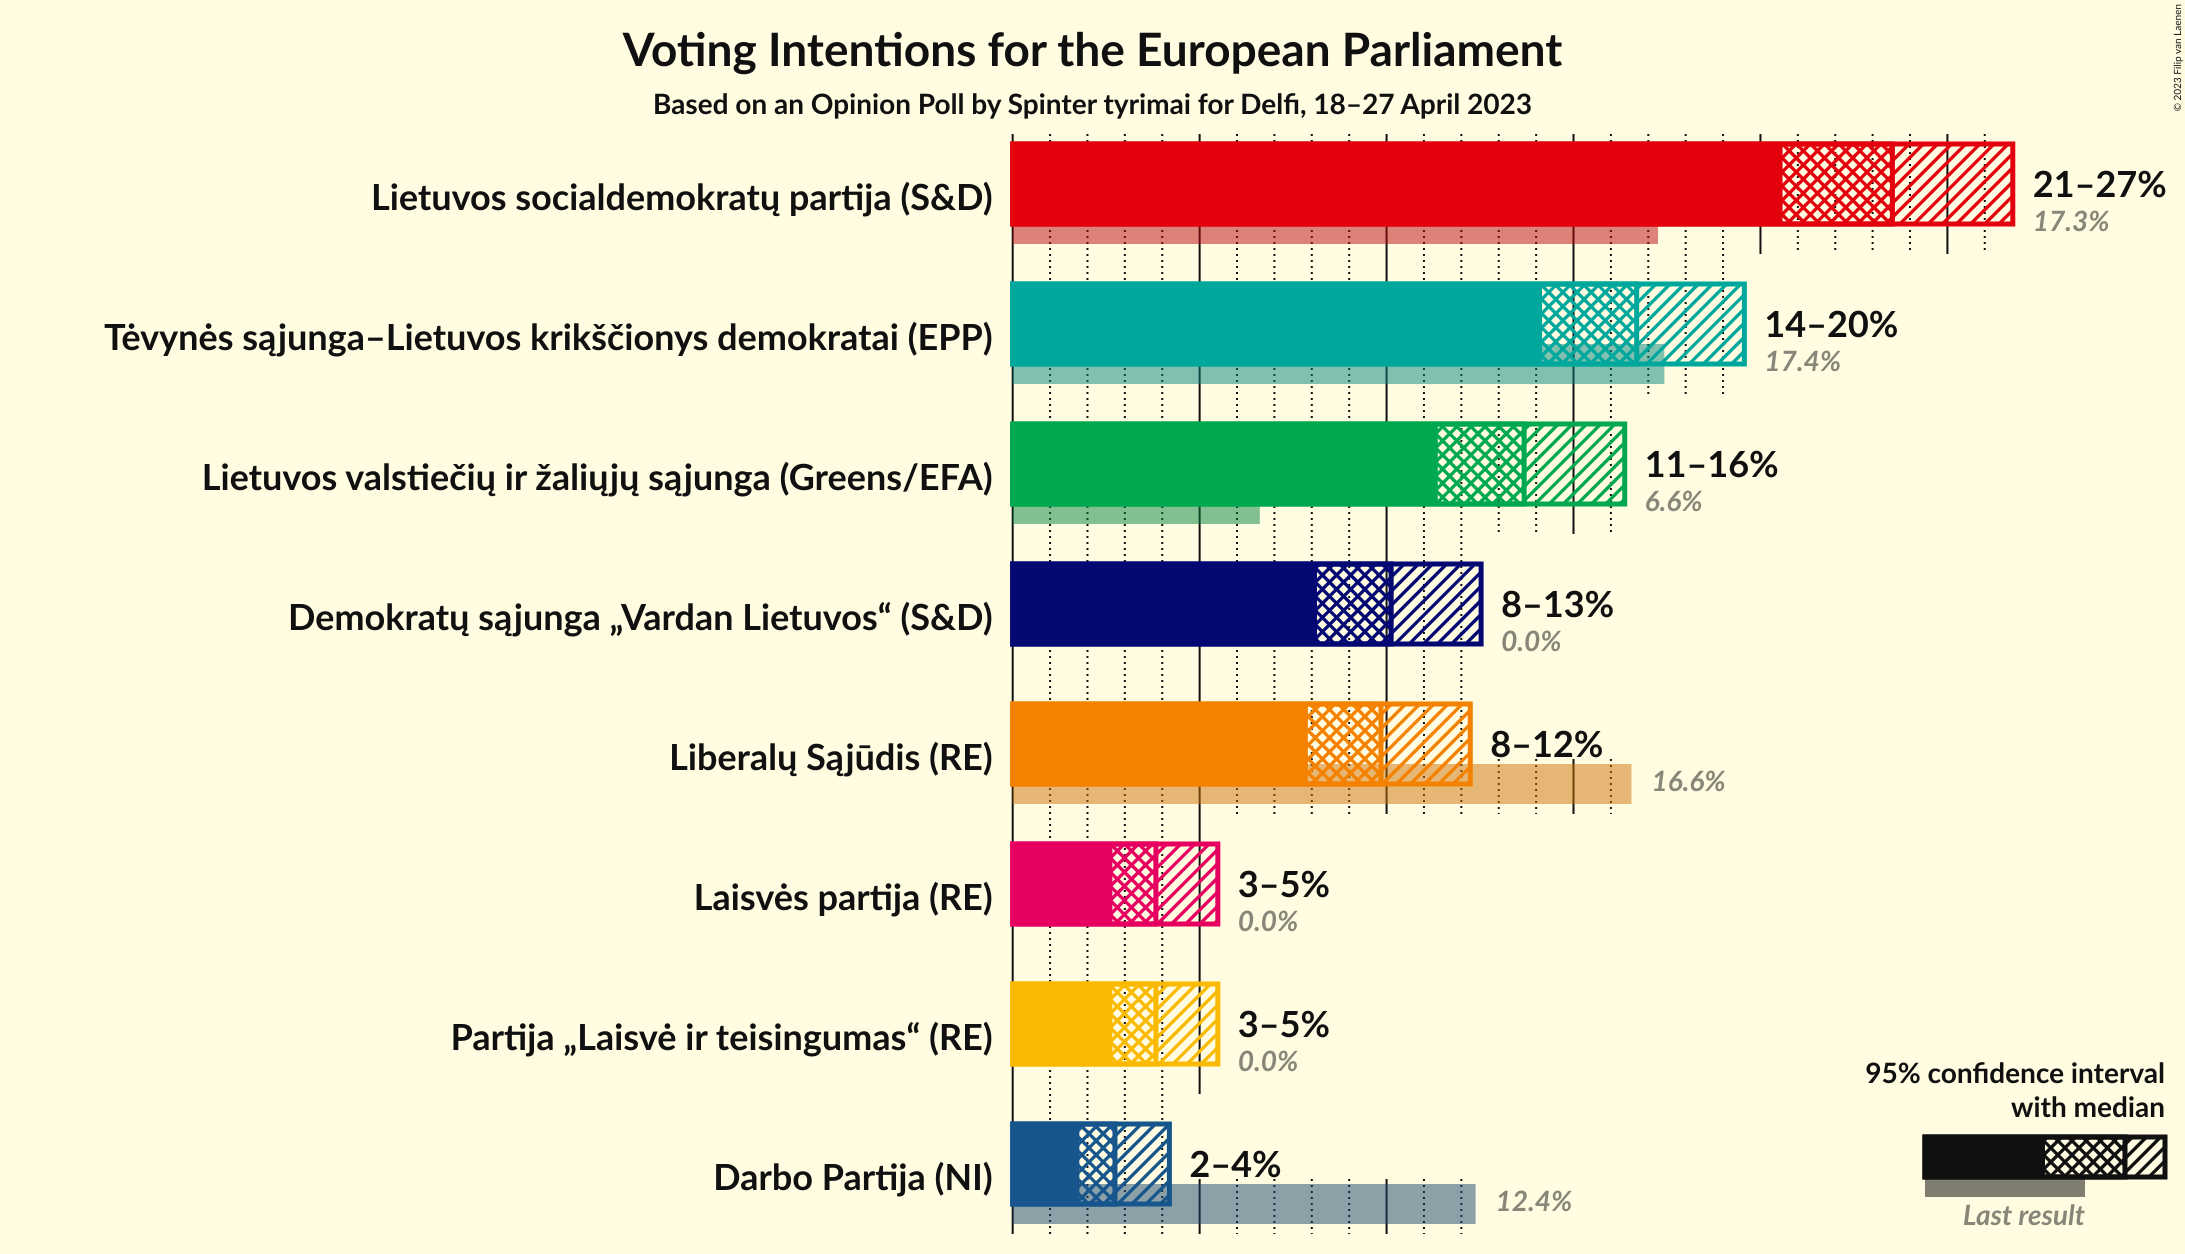 Voting Intentions for the European Parliament
Based on an Opinion Poll by Spinter tyrimai for Delfi, 18–27 April 2023
© 2023 Filip van Laenen
Lietuvos socialdemokratų partija (S&D)
21–27%
17.3%
Tėvynės sąjunga–Lietuvos krikščionys demokratai (EPP)
14–20%
17.4%
Lietuvos valstiečių ir žaliųjų sąjunga (Greens/EFA)
11–16%
6.6%
Demokratų sąjunga „Vardan Lietuvos“ (S&D)
8–13%
0.0%
Liberalų Sąjūdis (RE)
8–12%
16.6%
Laisvės partija (RE)
3–5%
0.0%
Partija „Laisvė ir teisingumas“ (RE)
3–5%
0.0%
Darbo Partija (NI)
2–4%
12.4%
95% confidence interval
with median
Last result